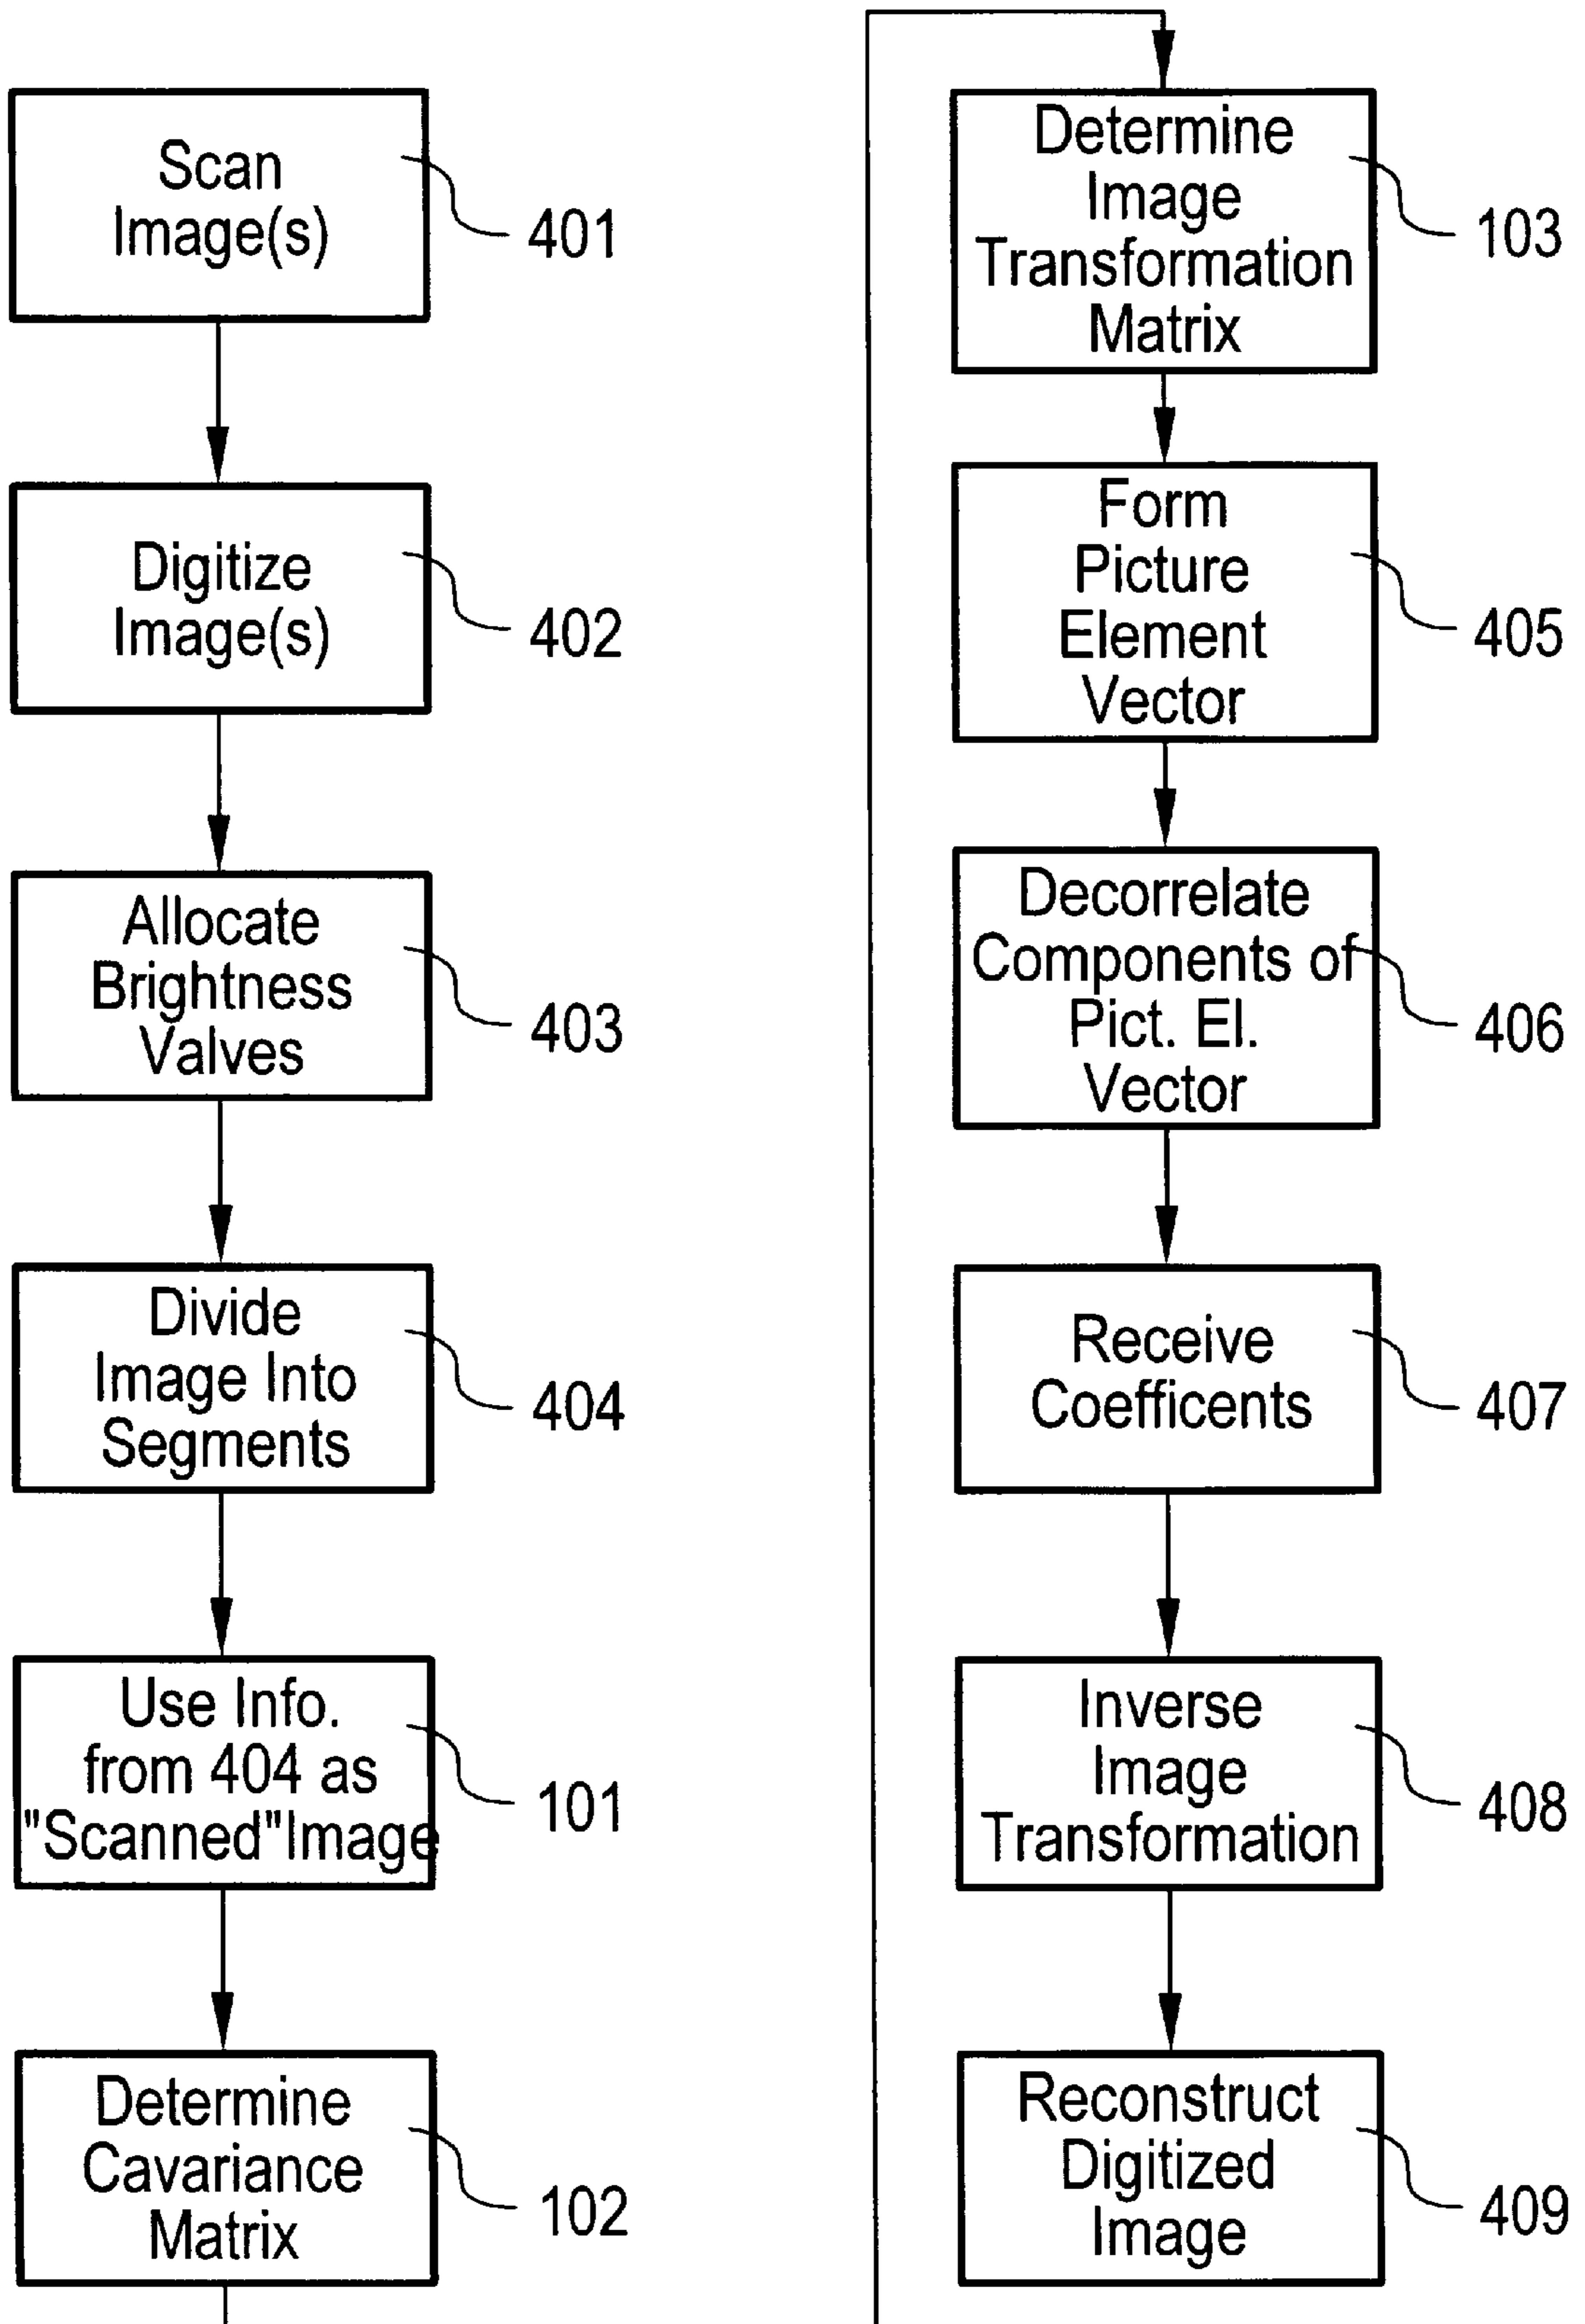 Scan
Image(s)
401
Digitize
Image(s)
402
Allocate
Brightness
Valves
403
Divide
Image Into
Segments
404
Use Info.
from 404 as
"Scanned"Image
101
Determine
Cavariance
Matrix
102
Determine
Image
Transformation
Matrix
103
Form
Picture
Element
Vector
405
Decorrelate
Components of
Pict. El.
Vector
406
Receive
Coefficents
407
Inverse
Image
Transformation
408
Reconstruct
Digitized
Image
409